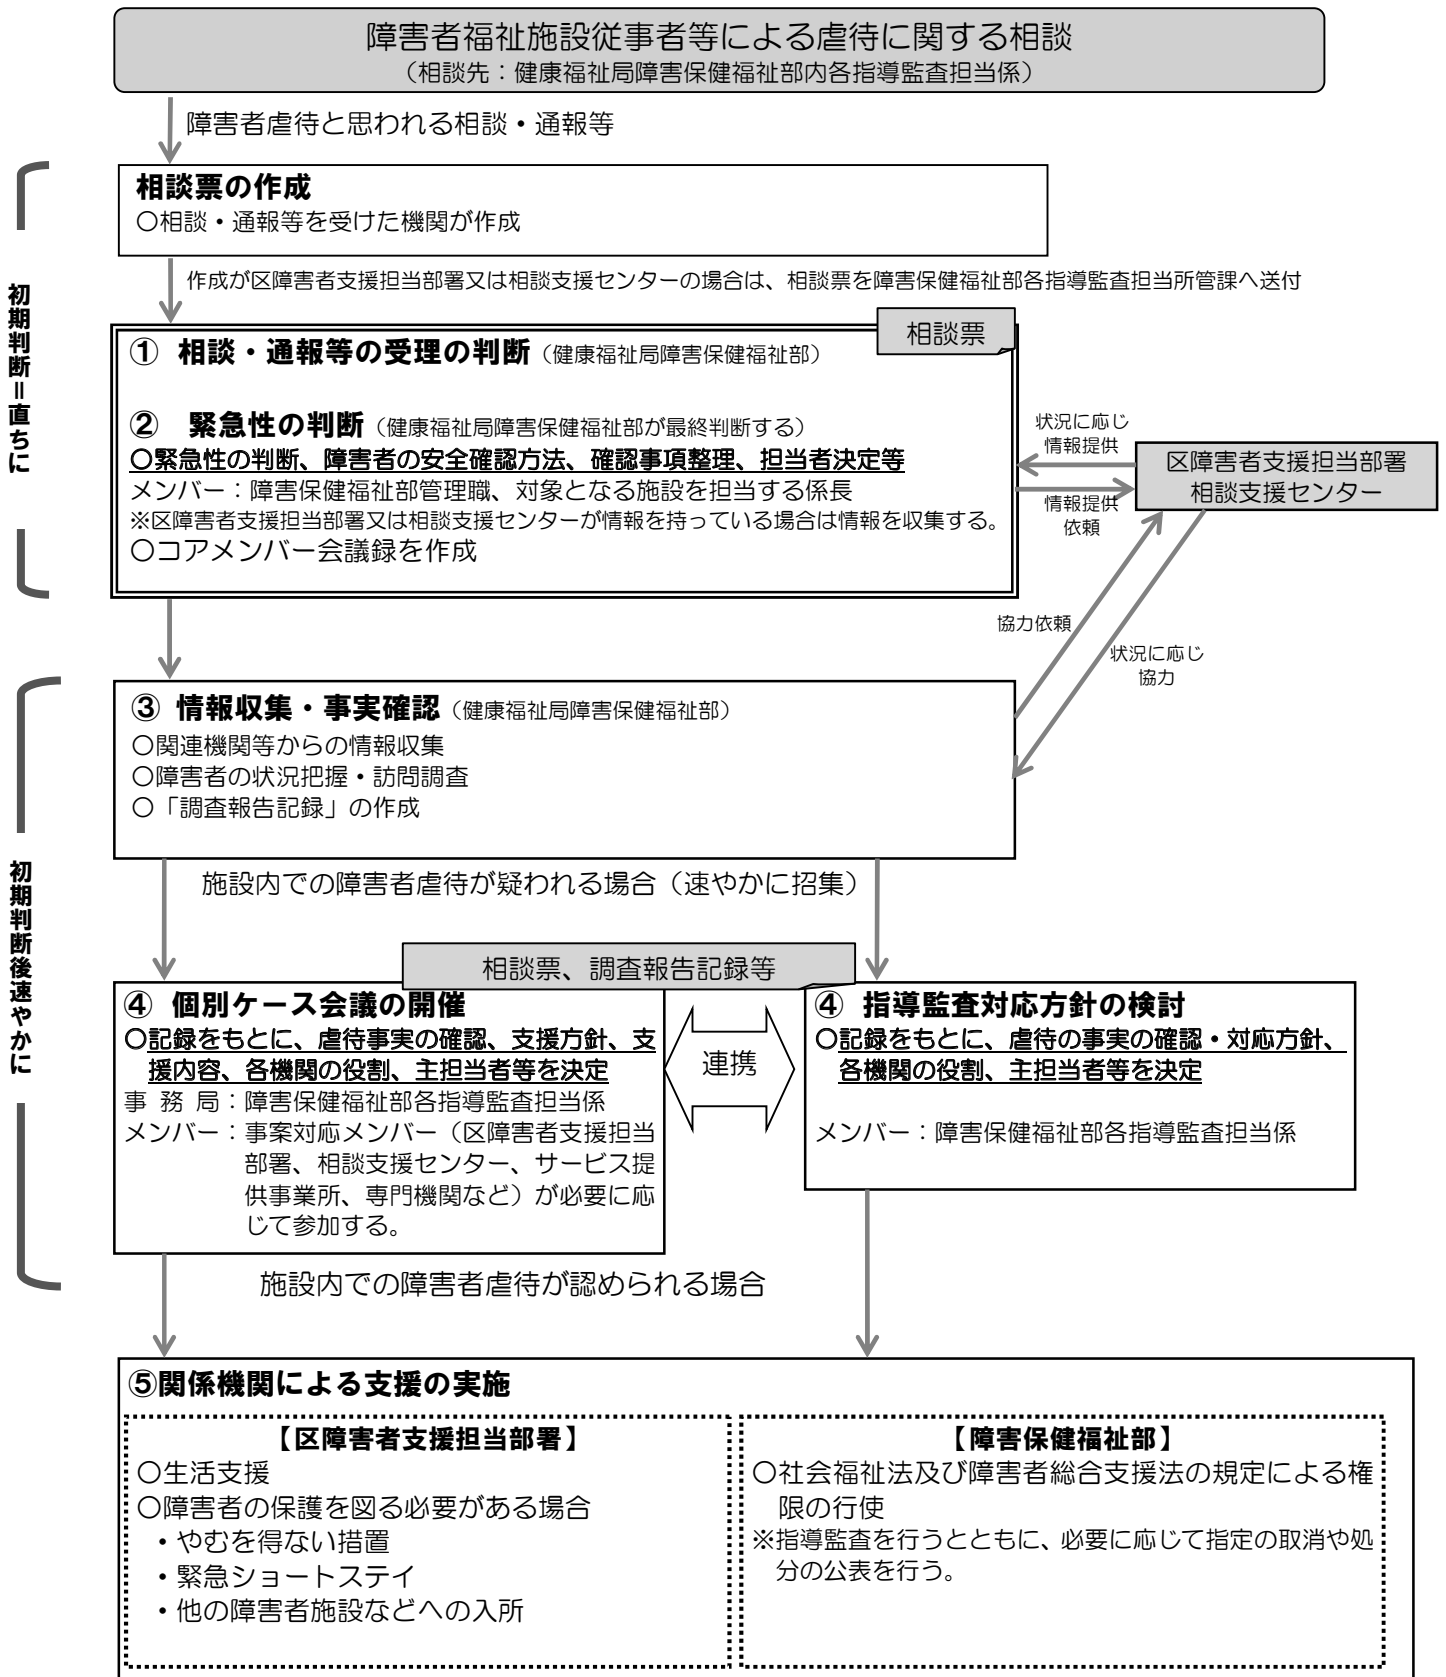 障害者福祉施設従事者等による虐待に関する相談
（相談先：健康福祉局障害保健福祉部内各指導監査担当係）
障害者虐待と思われる相談・通報等
初期判断＝直ちに
相談票の作成
○相談・通報等を受けた機関が作成
作成が区障害者支援担当部署又は相談支援センターの場合は、相談票を障害保健福祉部各指導監査担当所管課へ送付
相談票
① 相談・通報等の受理の判断（健康福祉局障害保健福祉部）
② 緊急性の判断（健康福祉局障害保健福祉部が最終判断する）
○緊急性の判断、障害者の安全確認方法、確認事項整理、担当者決定等
メンバー：障害保健福祉部管理職、対象となる施設を担当する係長
※区障害者支援担当部署又は相談支援センターが情報を持っている場合は情報を収集する。
○コアメンバー会議録を作成
状況に応じ
情報提供
情報提供
依頼
区障害者支援担当部署
相談支援センター
協力依頼
状況に応じ
協力
初期判断後速やかに
③ 情報収集・事実確認（健康福祉局障害保健福祉部）
○関連機関等からの情報収集
○障害者の状況把握・訪問調査
○「調査報告記録」の作成
施設内での障害者虐待が疑われる場合（速やかに招集）
相談票、調査報告記録等
④ 個別ケース会議の開催
○記録をもとに、虐待事実の確認、支援方針、支
援内容、各機関の役割、主担当者等を決定
事 務 局：障害保健福祉部各指導監査担当係
メンバー：事案対応メンバー（区障害者支援担当
部署、相談支援センター、サービス提
供事業所、専門機関など）が必要に応
じて参加する。
連携
④ 指導監査対応方針の検討
○記録をもとに、虐待の事実の確認・対応方針、
各機関の役割、主担当者等を決定
メンバー：障害保健福祉部各指導監査担当係
施設内での障害者虐待が認められる場合
⑤関係機関による支援の実施
【区障害者支援担当部署】
○生活支援
○障害者の保護を図る必要がある場合
・やむを得ない措置
・緊急ショートステイ
・他の障害者施設などへの入所
【障害保健福祉部】
○社会福祉法及び障害者総合支援法の規定による権
限の行使
※指導監査を行うとともに、必要に応じて指定の取消や処
分の公表を行う。